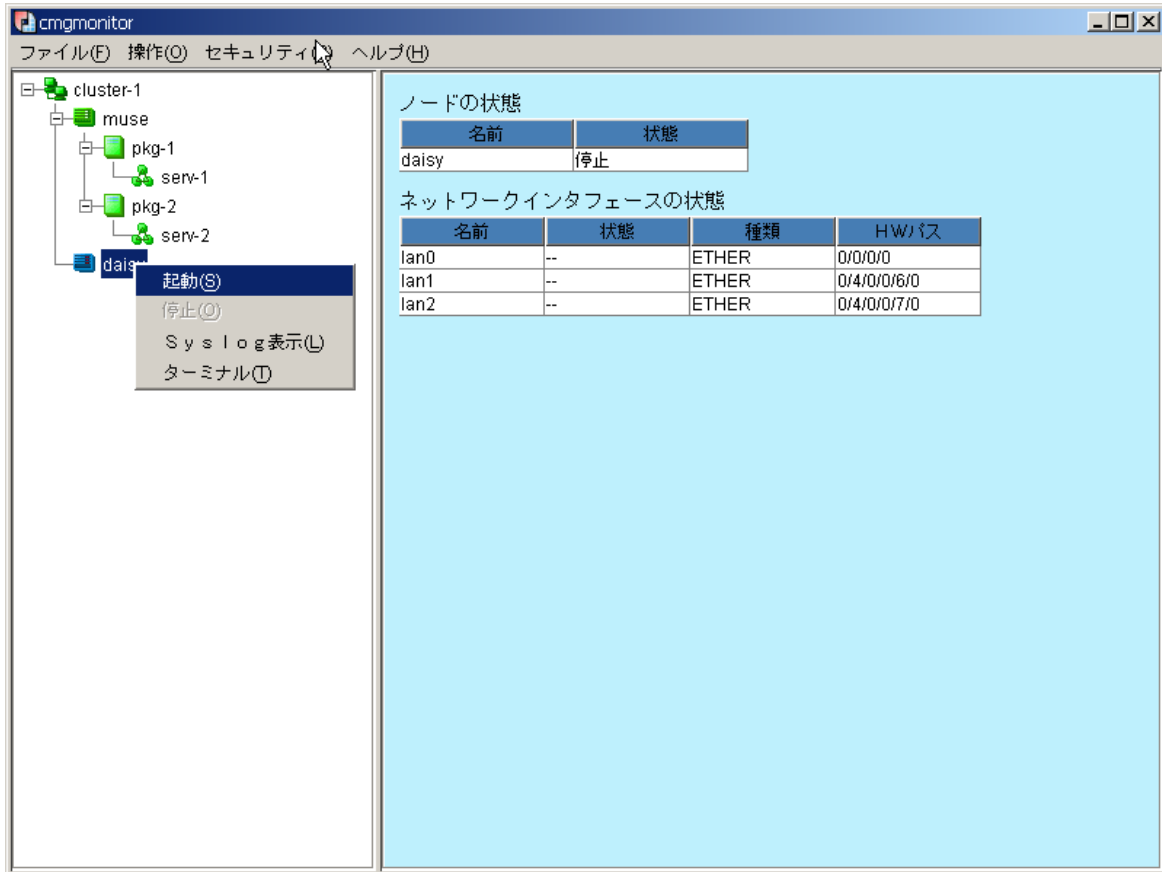 cmgmonitor
ファイル(F) 操作(O) セキュリティ ヘルプ(H)
cluster-1
muse
pkg-1
serv-1
pkg-2
serv-2
daisy
起動(S)
停止(O)
Ｓｙｓｌｏｇ表示(L)
ターミナル(T)
ノードの状態
名前 状態
daisy 停止
ネットワークインタフェースの状態
名前 状態 種類 ＨＷパス
lan0 -- ETHER 0/0/0/0
lan1 -- ETHER 0/4/0/0/6/0
lan2 -- ETHER 0/4/0/0/7/0